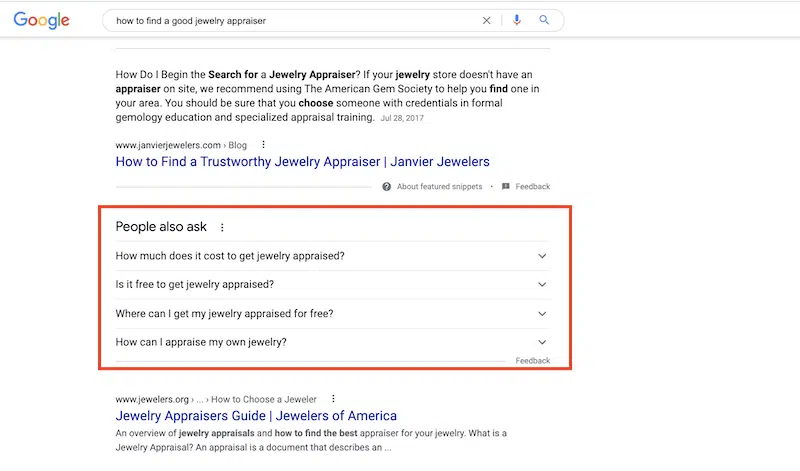 Google
how to find a good jewelry appraiser
How Do I Begin the Search for a Jewelry Appraiser? If your jewelry store doesn't have an
appraiser on site, we recommend using The American Gem Society to help you find one in
your area. You should be sure that you choose someone with credentials in formal
gemology education and specialized appraisal training. Jul 28, 2017
www.janvierjewelers.com › Blog
How to Find a Trustworthy Jewelry Appraiser | Janvier Jewelers
About featured snippets • Feedback
People also ask
How much does it cost to get jewelry appraised?
Is it free to get jewelry appraised?
Where can I get my jewelry appraised for free?
How can I appraise my own jewelry?
Feedback
www.jewelers.org › ... › How to Choose a Jeweler
Jewelry Appraisers Guide | Jewelers of America
An overview of jewelry appraisals and how to find the best appraiser for your jewelry. What is a
Jewelry Appraisal? An appraisal is a document that describes an ...